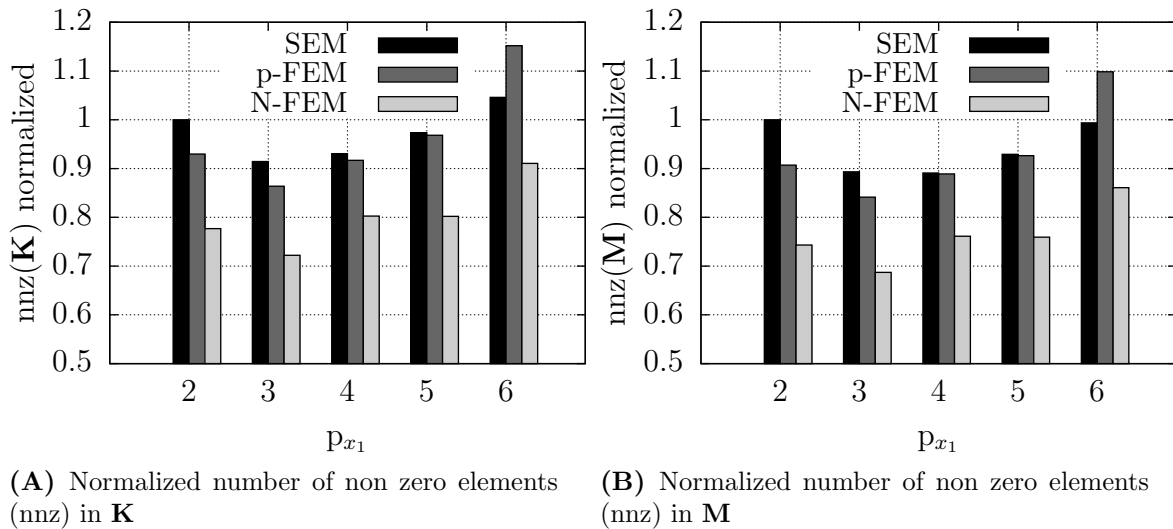 nnz(K) normalized
1.2
1.1
1
0.9
0.8
0.7
0.6
0.5
SEM
p-FEM
N-FEM
2 3 4 5 6
p_{x_1}
(A) Normalized number of non zero elements
(nnz) in K
nnz(M) normalized
1.2
1.1
1
0.9
0.8
0.7
0.6
0.5
SEM
p-FEM
N-FEM
2 3 4 5 6
p_{x_1}
(B) Normalized number of non zero elements
(nnz) in M